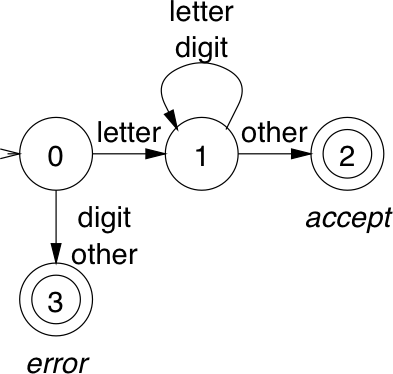 letter
digit
letter
other
0
1
2
accept
digit
other
3
error